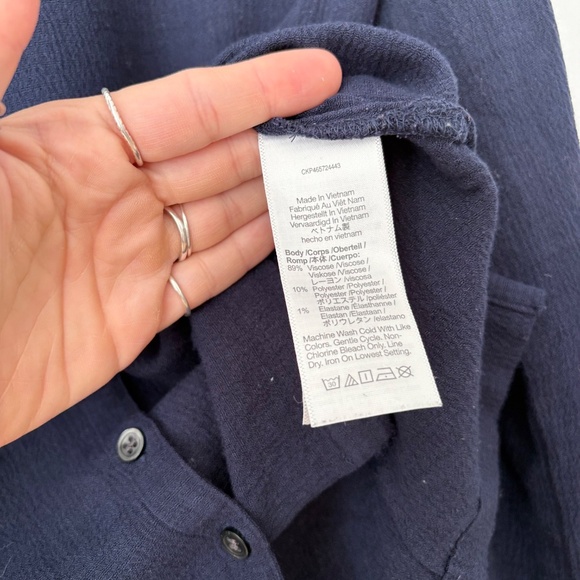 CKP465724443
Made In Vietnam
Fabriqué Au Viêt Nam
Hergestellt In Vietnam
Vervaardigd In Vietnam
ベトナム製
hecho en vietnam
Body /Corps /Oberteil /
Romp /本体 /Cuerpo:
89% Viscose /Viscose /
Viskose /Viscose /
レーヨン /viscosa
10% Polyester /Polyester /
Polyester /Polyester /
ポリエステル /poliéster
1% Elastane /Elasthanne /
Elastan /Elastaan /
ポリウレタン /elastano
Machine Wash Cold With Like
Colors. Gentle Cycle. Non-
Chlorine Bleach Only. Line
Dry. Iron On Lowest Setting.
30